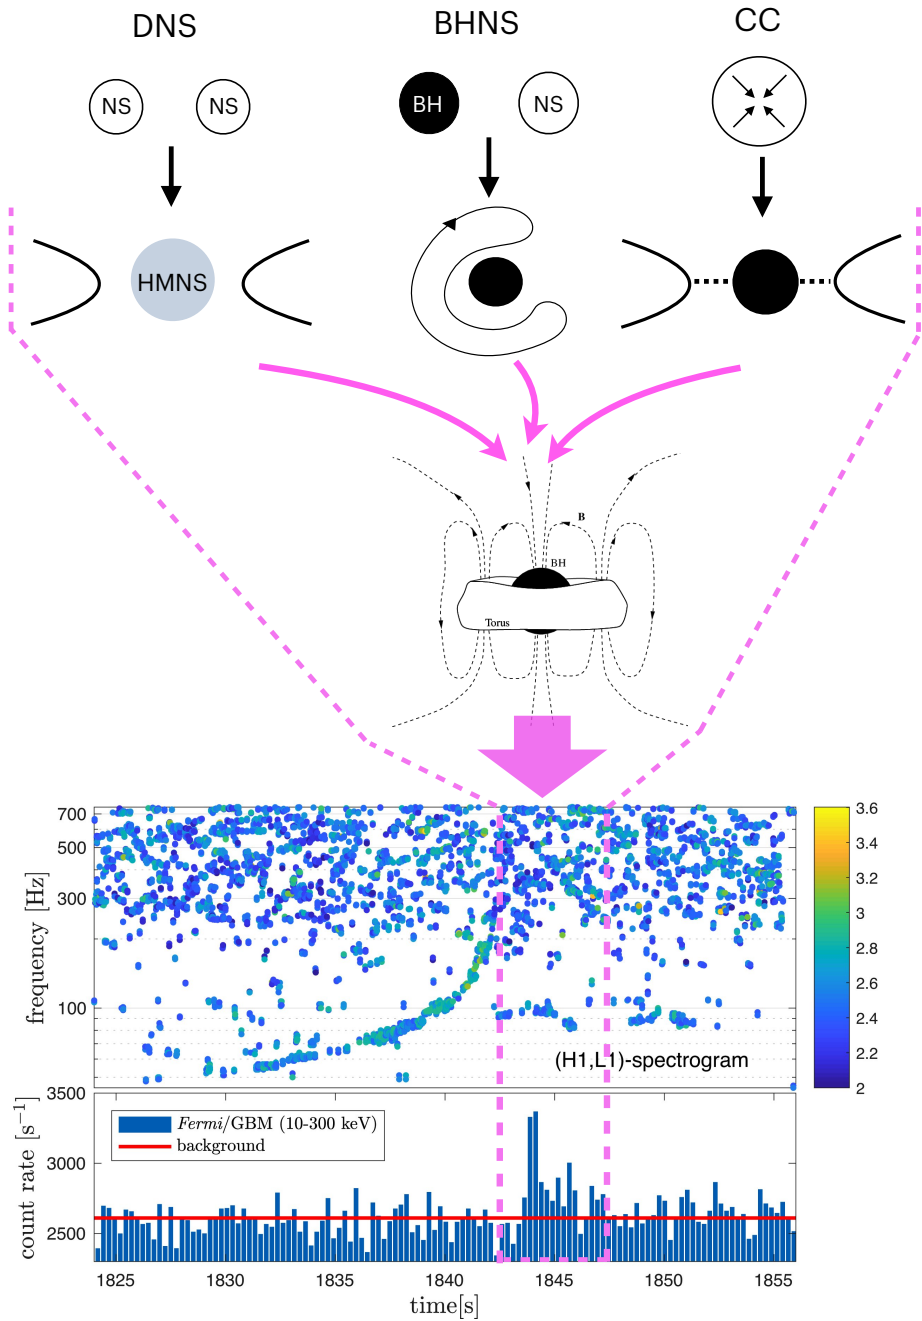 DNS BHNS CC
NS NS BH NS
HMNS
B
BH
Torus
700
500
300
100
frequency [Hz]
(H1,L1)-spectrogram
3.6
3.4
3.2
3
2.8
2.6
2.4
2.2
2
3500
3000
2500
count rate [s⁻¹]
Fermi/GBM (10-300 keV)
background
1825 1830 1835 1840 1845 1850 1855
time[s]